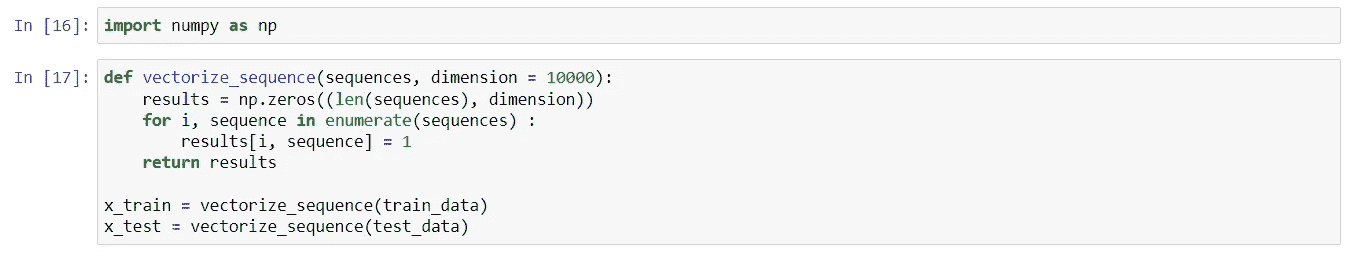 In [16]: import numpy as np
In [17]: def vectorize_sequence(sequences, dimension = 10000):
    results = np.zeros((len(sequences), dimension))
    for i, sequence in enumerate(sequences) :
        results[i, sequence] = 1
    return results
x_train = vectorize_sequence(train_data)
x_test = vectorize_sequence(test_data)